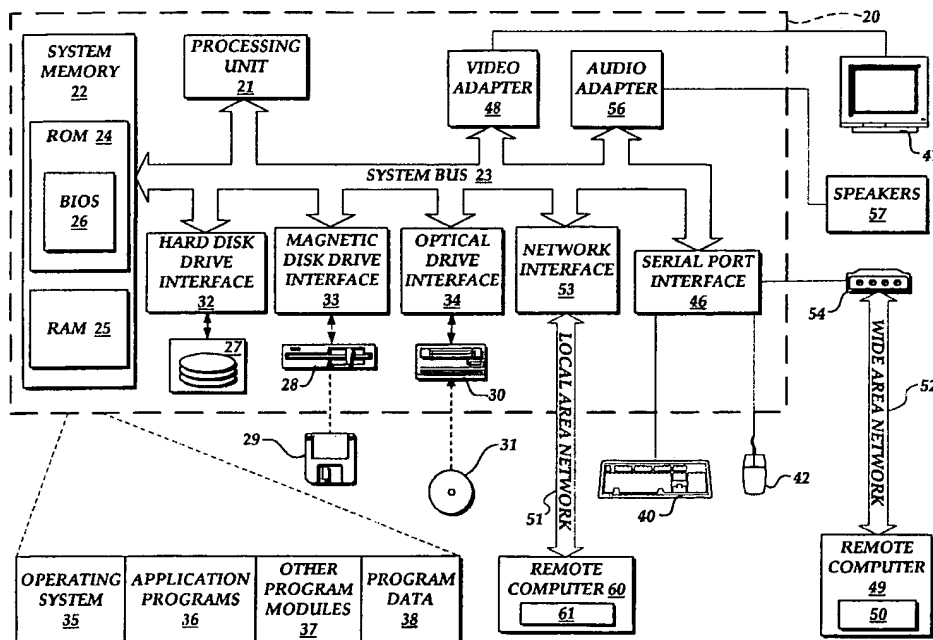 20
SYSTEM
MEMORY
22
PROCESSING
UNIT
21
VIDEO
ADAPTER
48
AUDIO
ADAPTER
56
ROM 24
BIOS
26
RAM 25
SYSTEM BUS 23
SPEAKERS
57
HARD DISK
DRIVE
INTERFACE
32
MAGNETIC
DISK DRIVE
INTERFACE
33
OPTICAL
DRIVE
INTERFACE
34
NETWORK
INTERFACE
53
SERIAL PORT
INTERFACE
46
27
28
30
54
29
31
LOCAL AREA NETWORK
51
40
42
WIDE AREA NETWORK
52
OPERATING
SYSTEM
35
APPLICATION
PROGRAMS
36
OTHER
PROGRAM
MODULES
37
PROGRAM
DATA
38
REMOTE
COMPUTER 60
61
REMOTE
COMPUTER
49
50